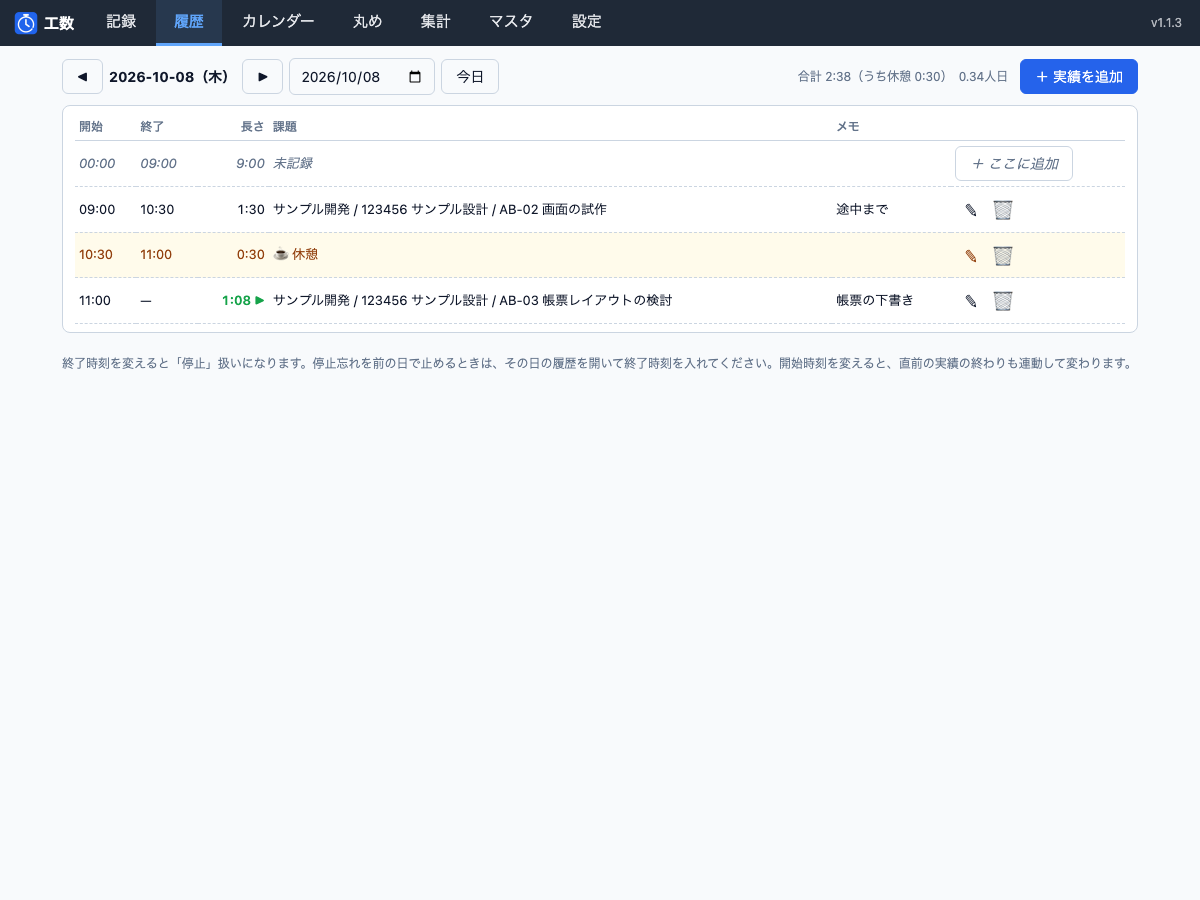 工数 記録 履歴 カレンダー 丸め 集計 マスタ 設定 v1.1.3
◀ 2026-10-08（木） ▶ 2026/10/08 今日 合計 2:38（うち休憩 0:30） 0.34人日 ＋ 実績を追加
開始 終了 長さ 課題 メモ
00:00 09:00 9:00 未記録 ＋ ここに追加
09:00 10:30 1:30 サンプル開発 / 123456 サンプル設計 / AB-02 画面の試作 途中まで
10:30 11:00 0:30 ☕ 休憩
11:00 — 1:08 ▶ サンプル開発 / 123456 サンプル設計 / AB-03 帳票レイアウトの検討 帳票の下書き
終了時刻を変えると「停止」扱いになります。停止忘れを前の日で止めるときは、その日の履歴を開いて終了時刻を入れてください。開始時刻を変えると、直前の実績の終わりも連動して変わります。